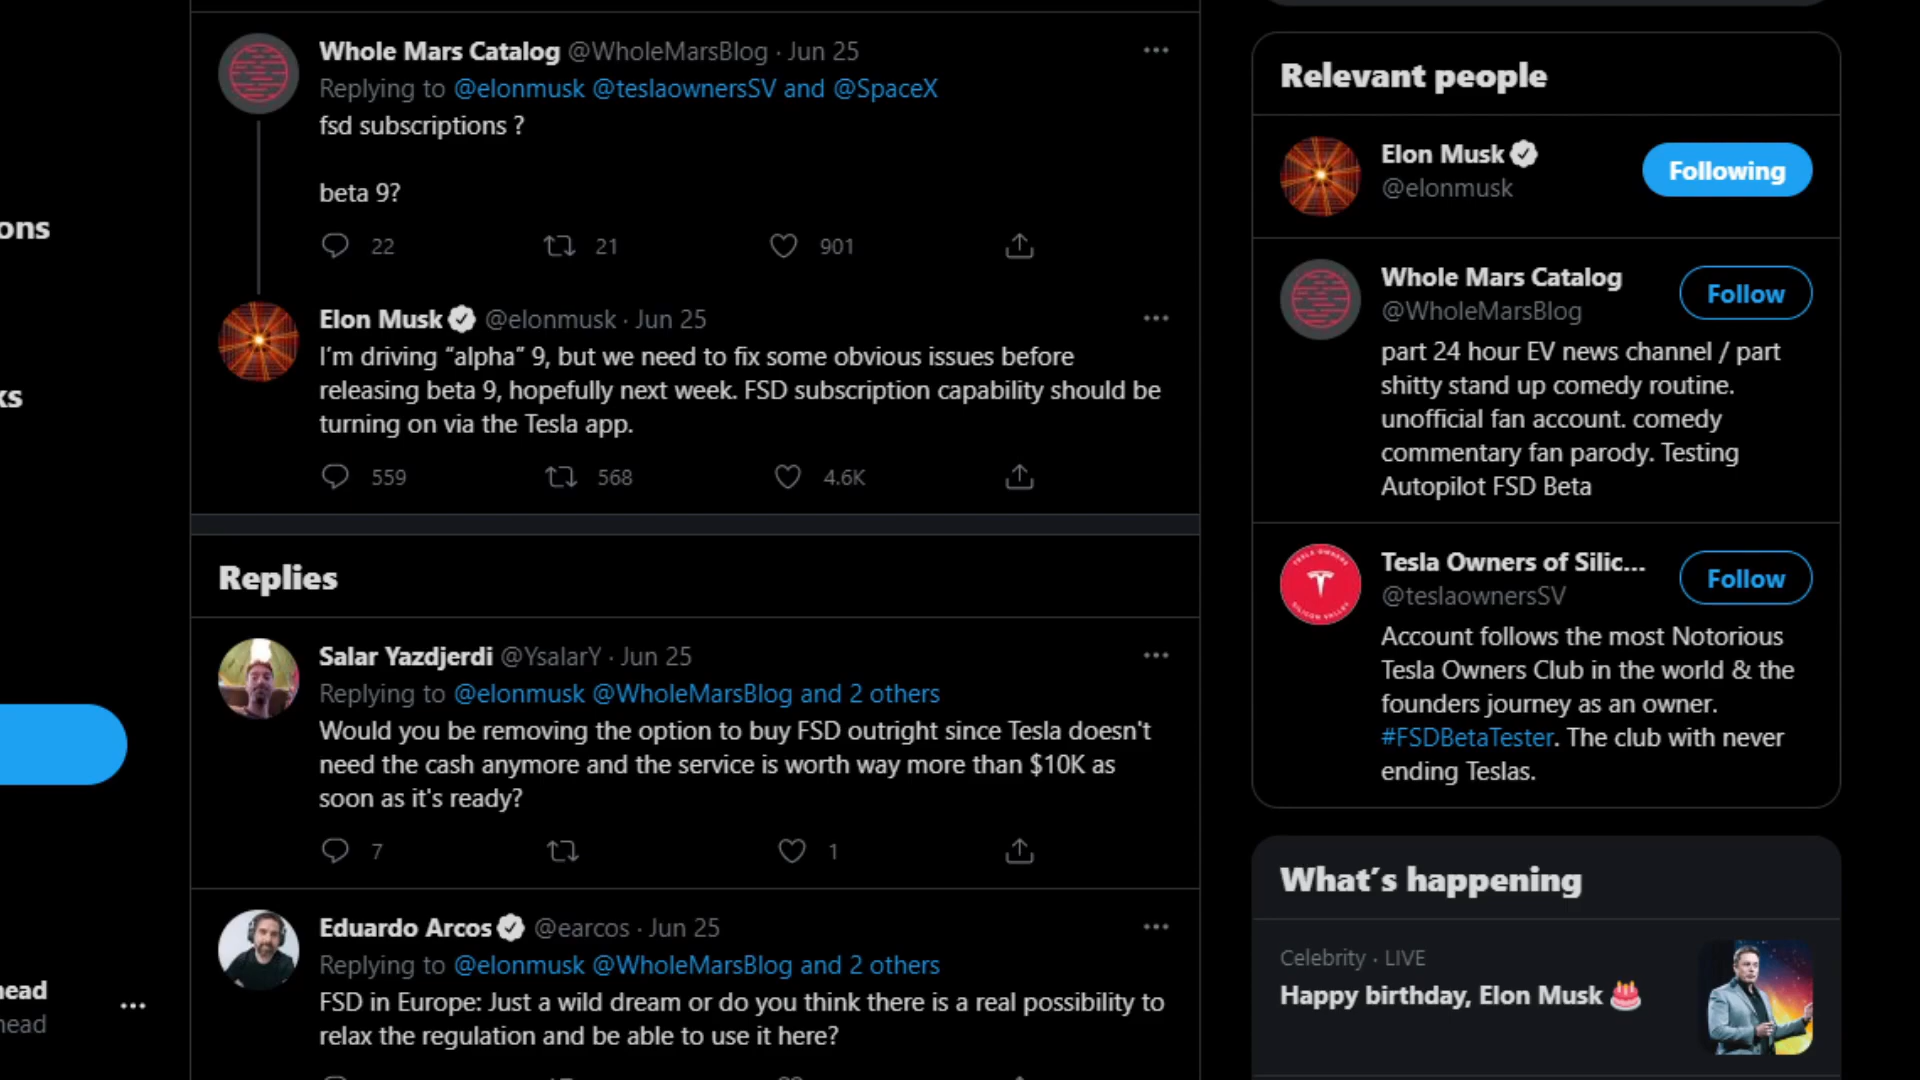 Whole Mars Catalog @WholeMarsBlog · Jun 25
Replying to @elonmusk @teslaownersSV and @SpaceX
fsd subscriptions ?
beta 9?
22 21 901
Elon Musk @elonmusk · Jun 25
I'm driving “alpha” 9, but we need to fix some obvious issues before
releasing beta 9, hopefully next week. FSD subscription capability should be
turning on via the Tesla app.
559 568 4.6K
Replies
Salar Yazdjerdi @YsalarY · Jun 25
Replying to @elonmusk @WholeMarsBlog and 2 others
Would you be removing the option to buy FSD outright since Tesla doesn't
need the cash anymore and the service is worth way more than $10K as
soon as it's ready?
7 1
Eduardo Arcos @earcos · Jun 25
Replying to @elonmusk @WholeMarsBlog and 2 others
FSD in Europe: Just a wild dream or do you think there is a real possibility to
relax the regulation and be able to use it here?
ons
ks
nead
nead
Relevant people
Elon Musk
@elonmusk
Following
Whole Mars Catalog
@WholeMarsBlog
Follow
part 24 hour EV news channel / part
shitty stand up comedy routine.
unofficial fan account. comedy
commentary fan parody. Testing
Autopilot FSD Beta
TESLA OWNERS
SILICON VALLEY
Tesla Owners of Silic...
@teslaownersSV
Follow
Account follows the most Notorious
Tesla Owners Club in the world & the
founders journey as an owner.
#FSDBetaTester. The club with never
ending Teslas.
What's happening
Celebrity · LIVE
Happy birthday, Elon Musk 🎂